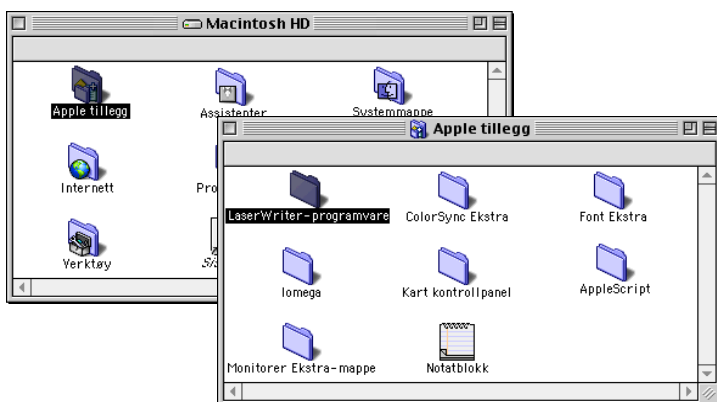 Macintosh HD
Apple tillegg
Assistenter
Systemmappe
Internett
Pro
Verktøy
Sis
Apple tillegg
LaserWriter-programvare
ColorSync Ekstra
Font Ekstra
Iomega
Kart kontrollpanel
AppleScript
Monitorer Ekstra-mappe
Notatblokk